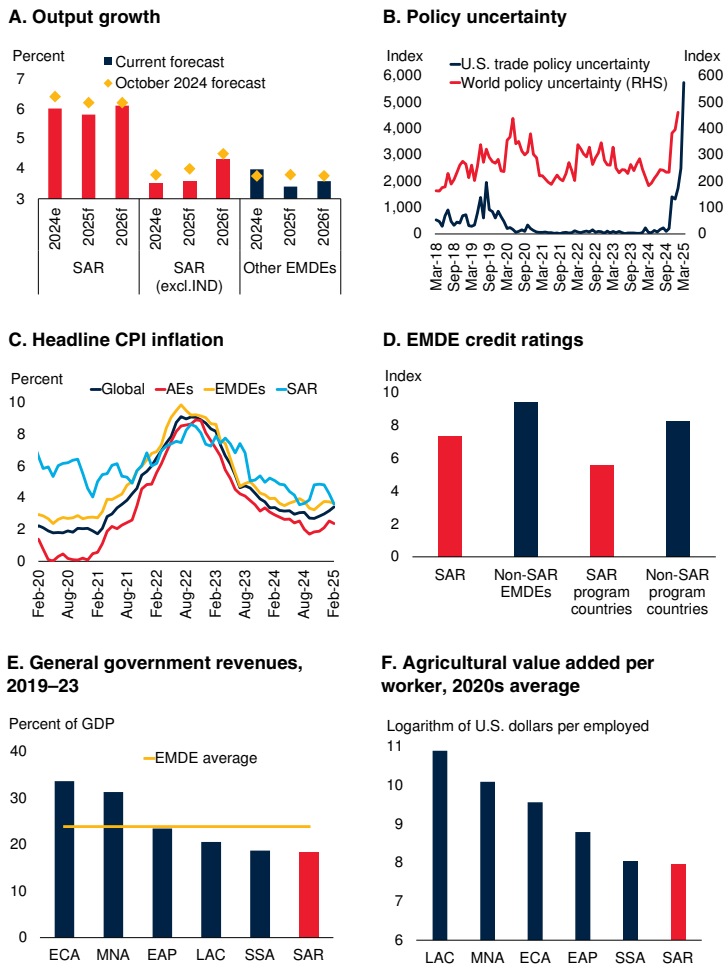 A. Output growth
Percent
Current forecast
October 2024 forecast
7
6
5
4
3
2024e
2025f
2026f
2024e
2025f
2026f
2024e
2025f
2026f
SAR
SAR
(excl.IND)
Other EMDEs
B. Policy uncertainty
Index
Index
U.S. trade policy uncertainty
World policy uncertainty (RHS)
6,000
5,000
4,000
3,000
2,000
1,000
0
600
500
400
300
200
100
0
Mar-18
Sep-18
Mar-19
Sep-19
Mar-20
Sep-20
Mar-21
Sep-21
Mar-22
Sep-22
Mar-23
Sep-23
Mar-24
Sep-24
Mar-25
C. Headline CPI inflation
Percent
Global
AEs
EMDEs
SAR
10
8
6
4
2
0
Feb-20
Aug-20
Feb-21
Aug-21
Feb-22
Aug-22
Feb-23
Aug-23
Feb-24
Aug-24
Feb-25
D. EMDE credit ratings
Index
10
8
6
4
2
0
SAR
Non-SAR
EMDEs
SAR
program
countries
Non-SAR
program
countries
E. General government revenues,
2019–23
Percent of GDP
EMDE average
40
30
20
10
0
ECA
MNA
EAP
LAC
SSA
SAR
F. Agricultural value added per
worker, 2020s average
Logarithm of U.S. dollars per employed
11
10
9
8
7
6
LAC
MNA
ECA
EAP
SSA
SAR